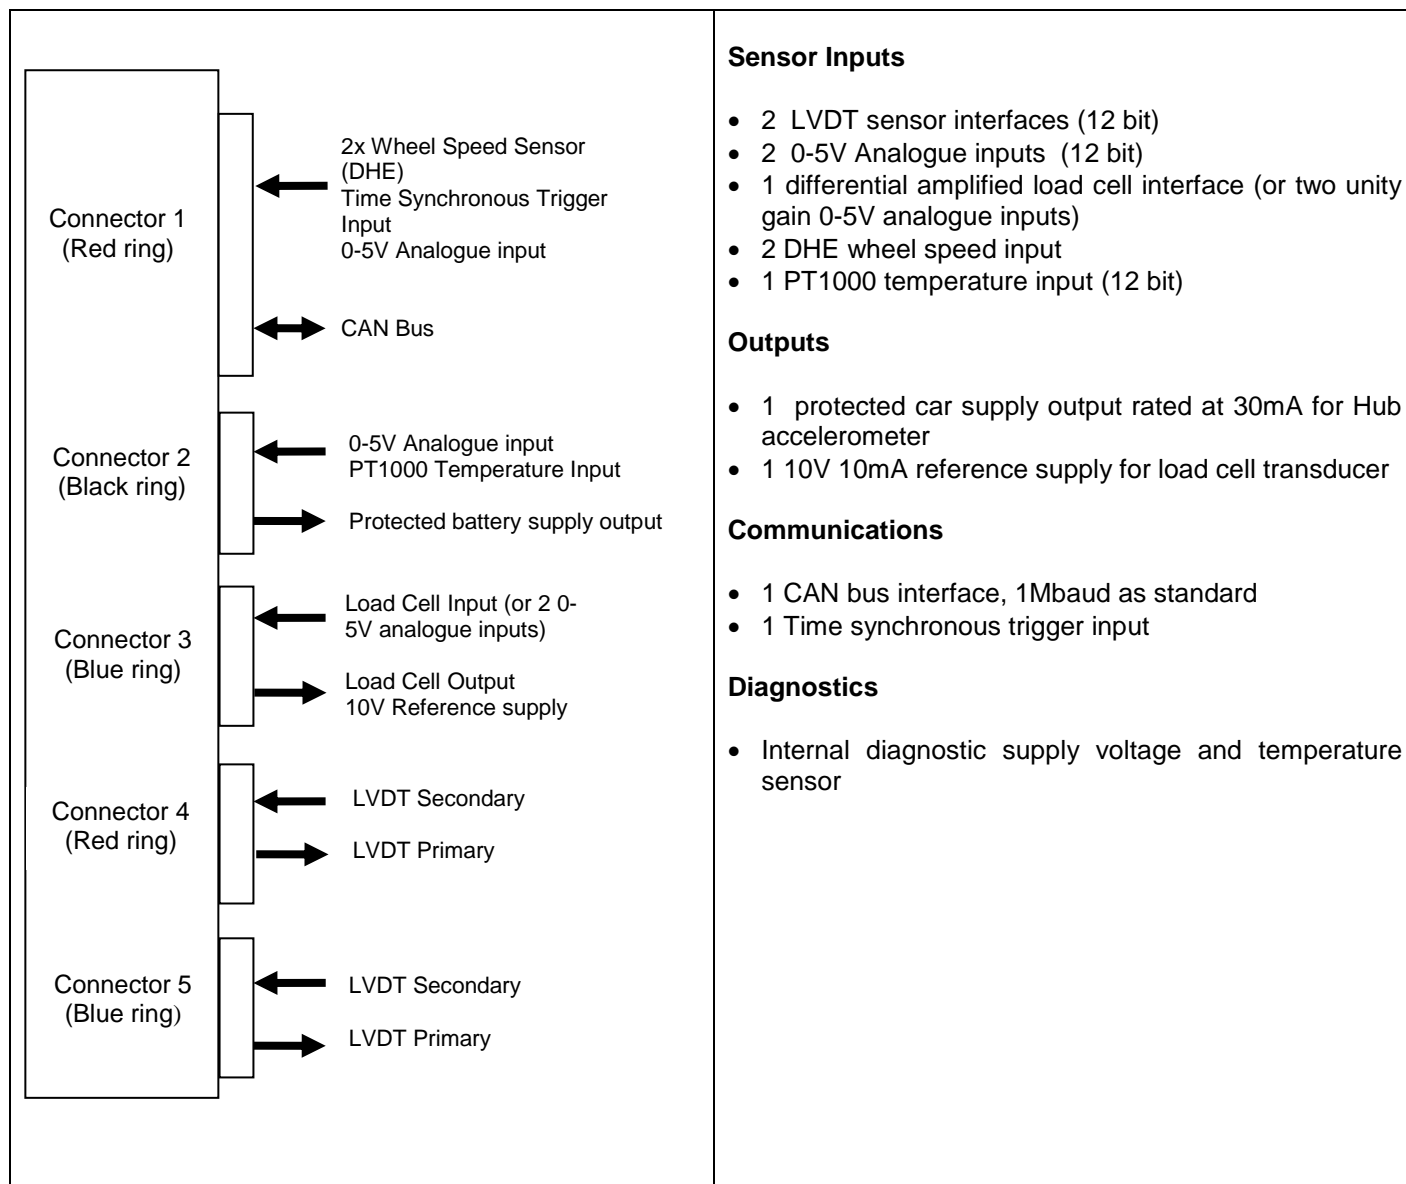 Connector 1
(Red ring)
2x Wheel Speed Sensor
(DHE)
Time Synchronous Trigger
Input
0-5V Analogue input
CAN Bus
Connector 2
(Black ring)
0-5V Analogue input
PT1000 Temperature Input
Protected battery supply output
Connector 3
(Blue ring)
Load Cell Input (or 2 0-
5V analogue inputs)
Load Cell Output
10V Reference supply
Connector 4
(Red ring)
LVDT Secondary
LVDT Primary
Connector 5
(Blue ring)
LVDT Secondary
LVDT Primary
Sensor Inputs
• 2 LVDT sensor interfaces (12 bit)
• 2 0-5V Analogue inputs (12 bit)
• 1 differential amplified load cell interface (or two unity
gain 0-5V analogue inputs)
• 2 DHE wheel speed input
• 1 PT1000 temperature input (12 bit)
Outputs
• 1 protected car supply output rated at 30mA for Hub
accelerometer
• 1 10V 10mA reference supply for load cell transducer
Communications
• 1 CAN bus interface, 1Mbaud as standard
• 1 Time synchronous trigger input
Diagnostics
• Internal diagnostic supply voltage and temperature
sensor